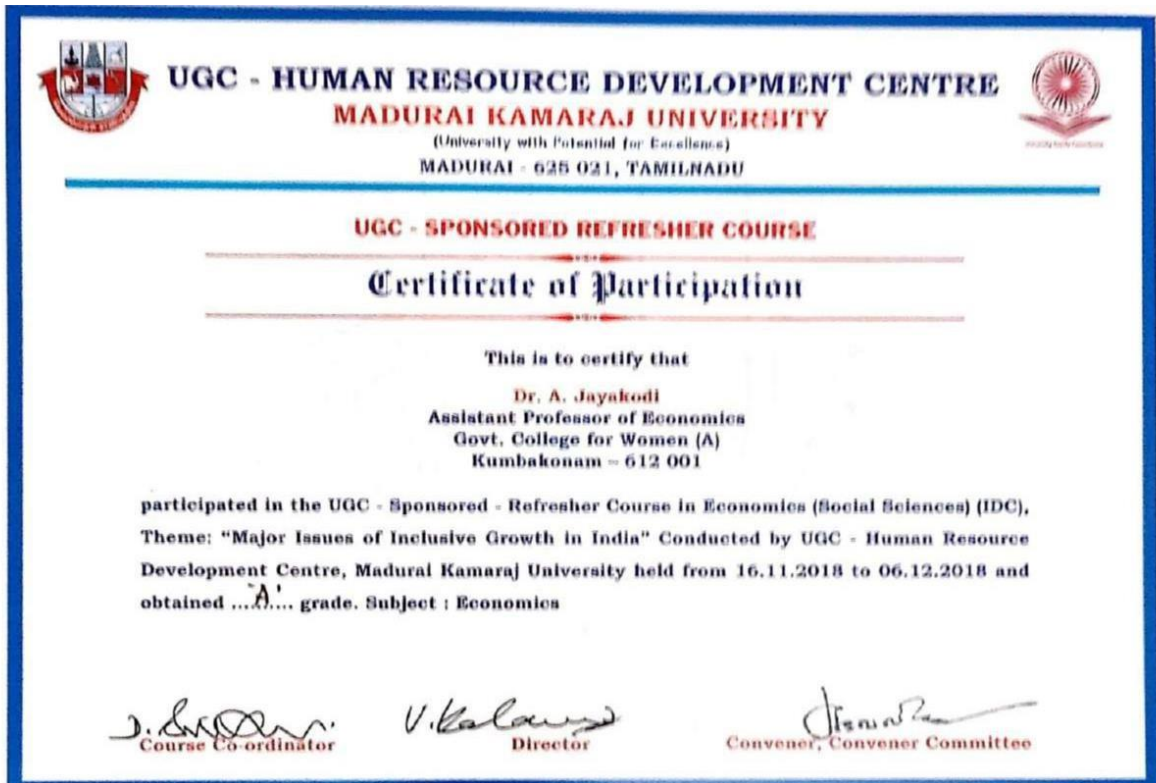 UGC - HUMAN RESOURCE DEVELOPMENT CENTRE
MADURAI KAMARAJ UNIVERSITY
(University with Potential for Excellence)
MADURAI - 625 021, TAMILNADU
UGC - SPONSORED REFRESHER COURSE
Certificate of Participation
This is to certify that
Dr. A. Jayakodi
Assistant Professor of Economics
Govt. College for Women (A)
Kumbakonam – 612 001
participated in the UGC - Sponsored - Refresher Course in Economics (Social Sciences) (IDC),
Theme: “Major Issues of Inclusive Growth in India” Conducted by UGC - Human Resource
Development Centre, Madurai Kamaraj University held from 16.11.2018 to 06.12.2018 and
obtained ....'A'.... grade. Subject : Economics
Course Co-ordinator
Director
Convener, Convener Committee